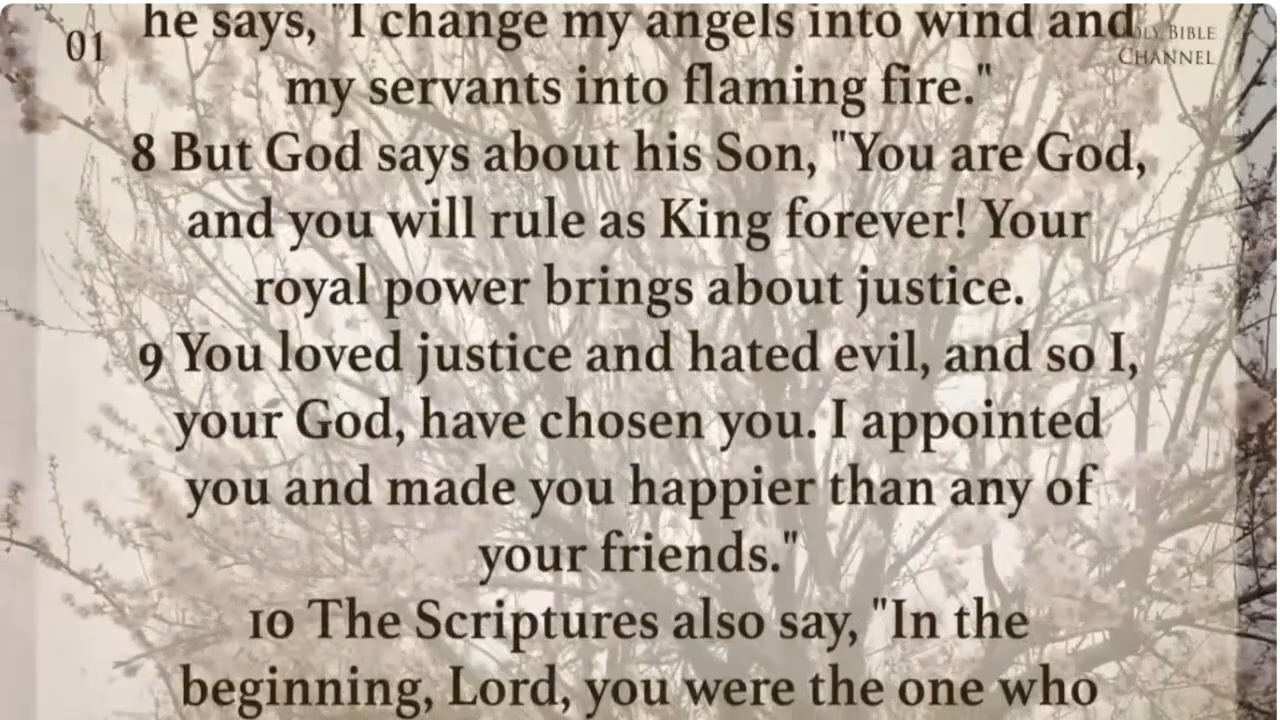 01
he says, "I change my angels into wind and
HOLY BIBLE
CHANNEL
my servants into flaming fire."
8 But God says about his Son, "You are God,
and you will rule as King forever! Your
royal power brings about justice.
9 You loved justice and hated evil, and so I,
your God, have chosen you. I appointed
you and made you happier than any of
your friends."
10 The Scriptures also say, "In the
beginning, Lord, you were the one who